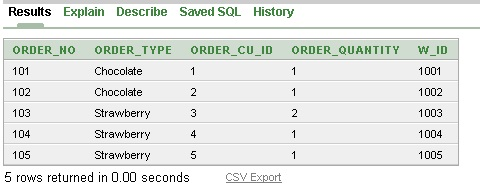 Results Explain Describe Saved SQL History
ORDER_NO ORDER_TYPE ORDER_CU_ID ORDER_QUANTITY W_ID
101 Chocolate 1 1 1001
102 Chocolate 2 1 1002
103 Strawberry 3 2 1003
104 Strawberry 4 1 1004
105 Strawberry 5 1 1005
5 rows returned in 0.00 seconds CSV Export